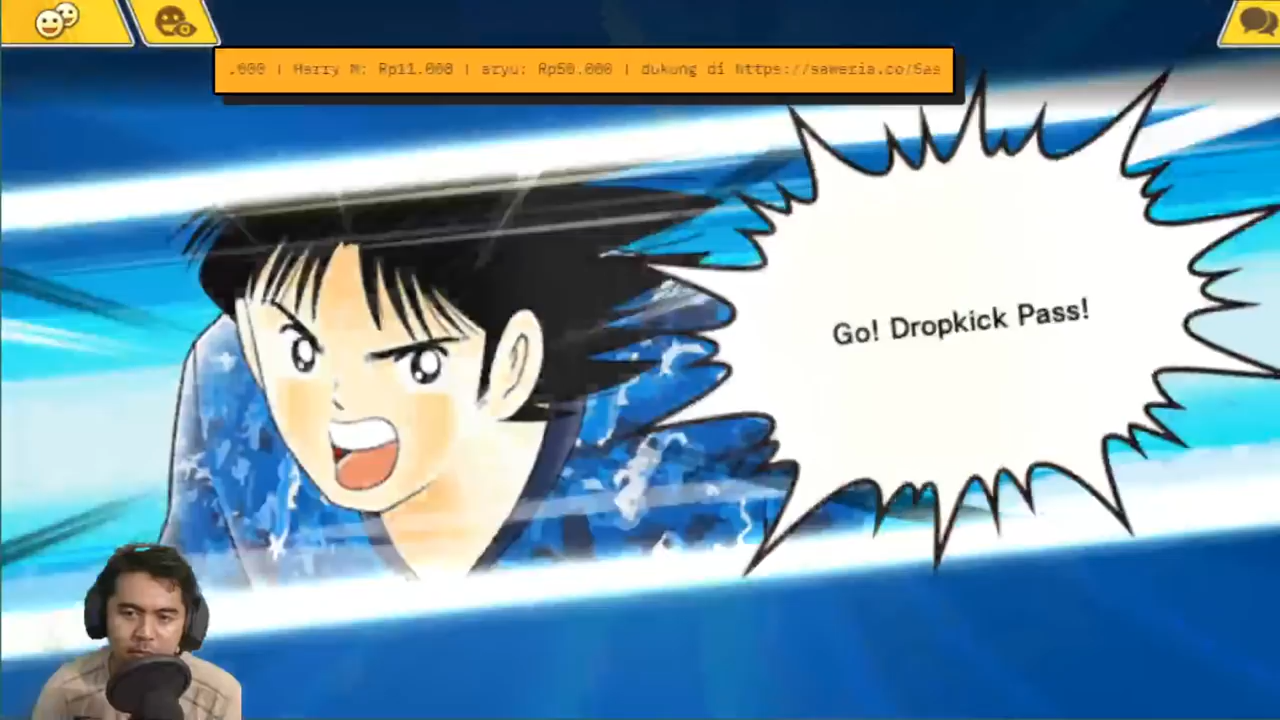 .000 | Harry M: Rp11.000 | aryu: Rp50.000 | dukung di https://saweria.co/Sas
Go! Dropkick Pass!